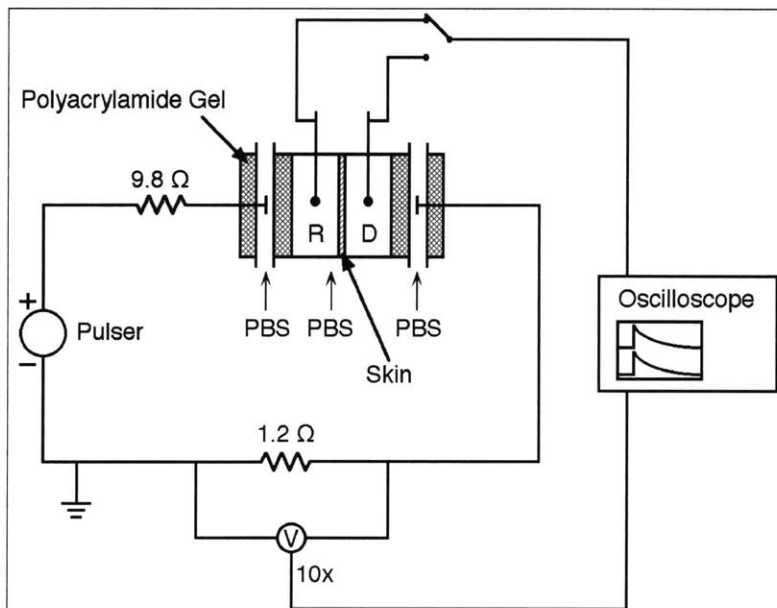 Polyacrylamide Gel
9.8 Ω
R
D
+
Pulser
−
PBS
PBS
PBS
Skin
Oscilloscope
1.2 Ω
V
10x